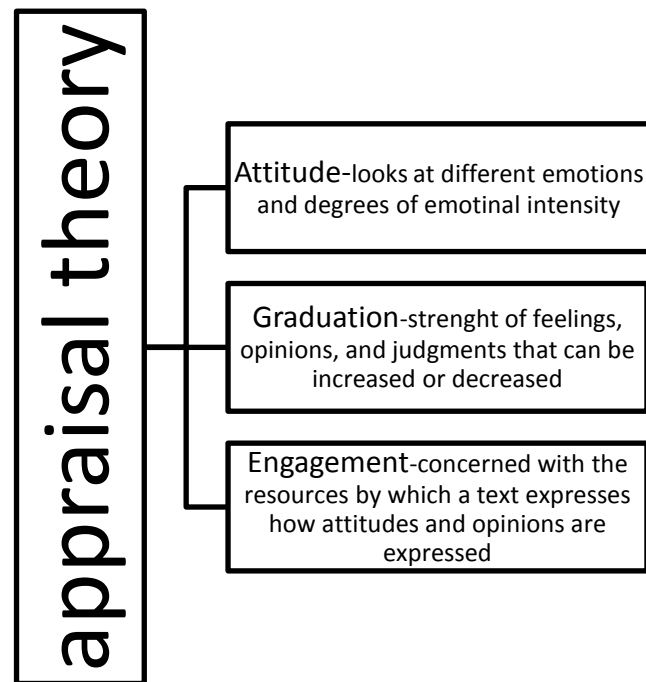 appraisal theory
Attitude-looks at different emotions
and degrees of emotinal intensity
Graduation-strenght of feelings,
opinions, and judgments that can be
increased or decreased
Engagement-concerned with the
resources by which a text expresses
how attitudes and opinions are
expressed